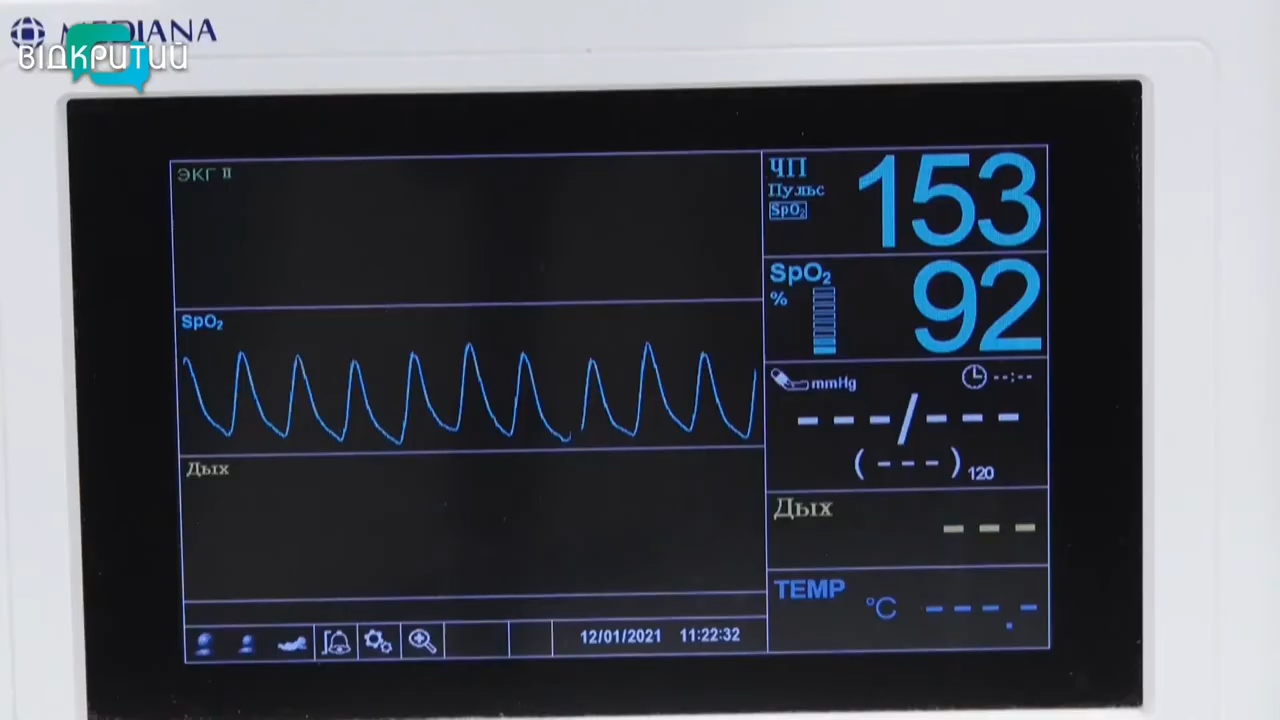 MEDIANA
ВІДКРИТИЙ
ЭКГ II
ЧП
Пульс
SpO₂
153
SpO₂
%
92
SpO₂
mmHg
--:--
---/---
(---) 120
Дых
Дых
---
TEMP
°C
---.-
12/01/2021 11:22:32